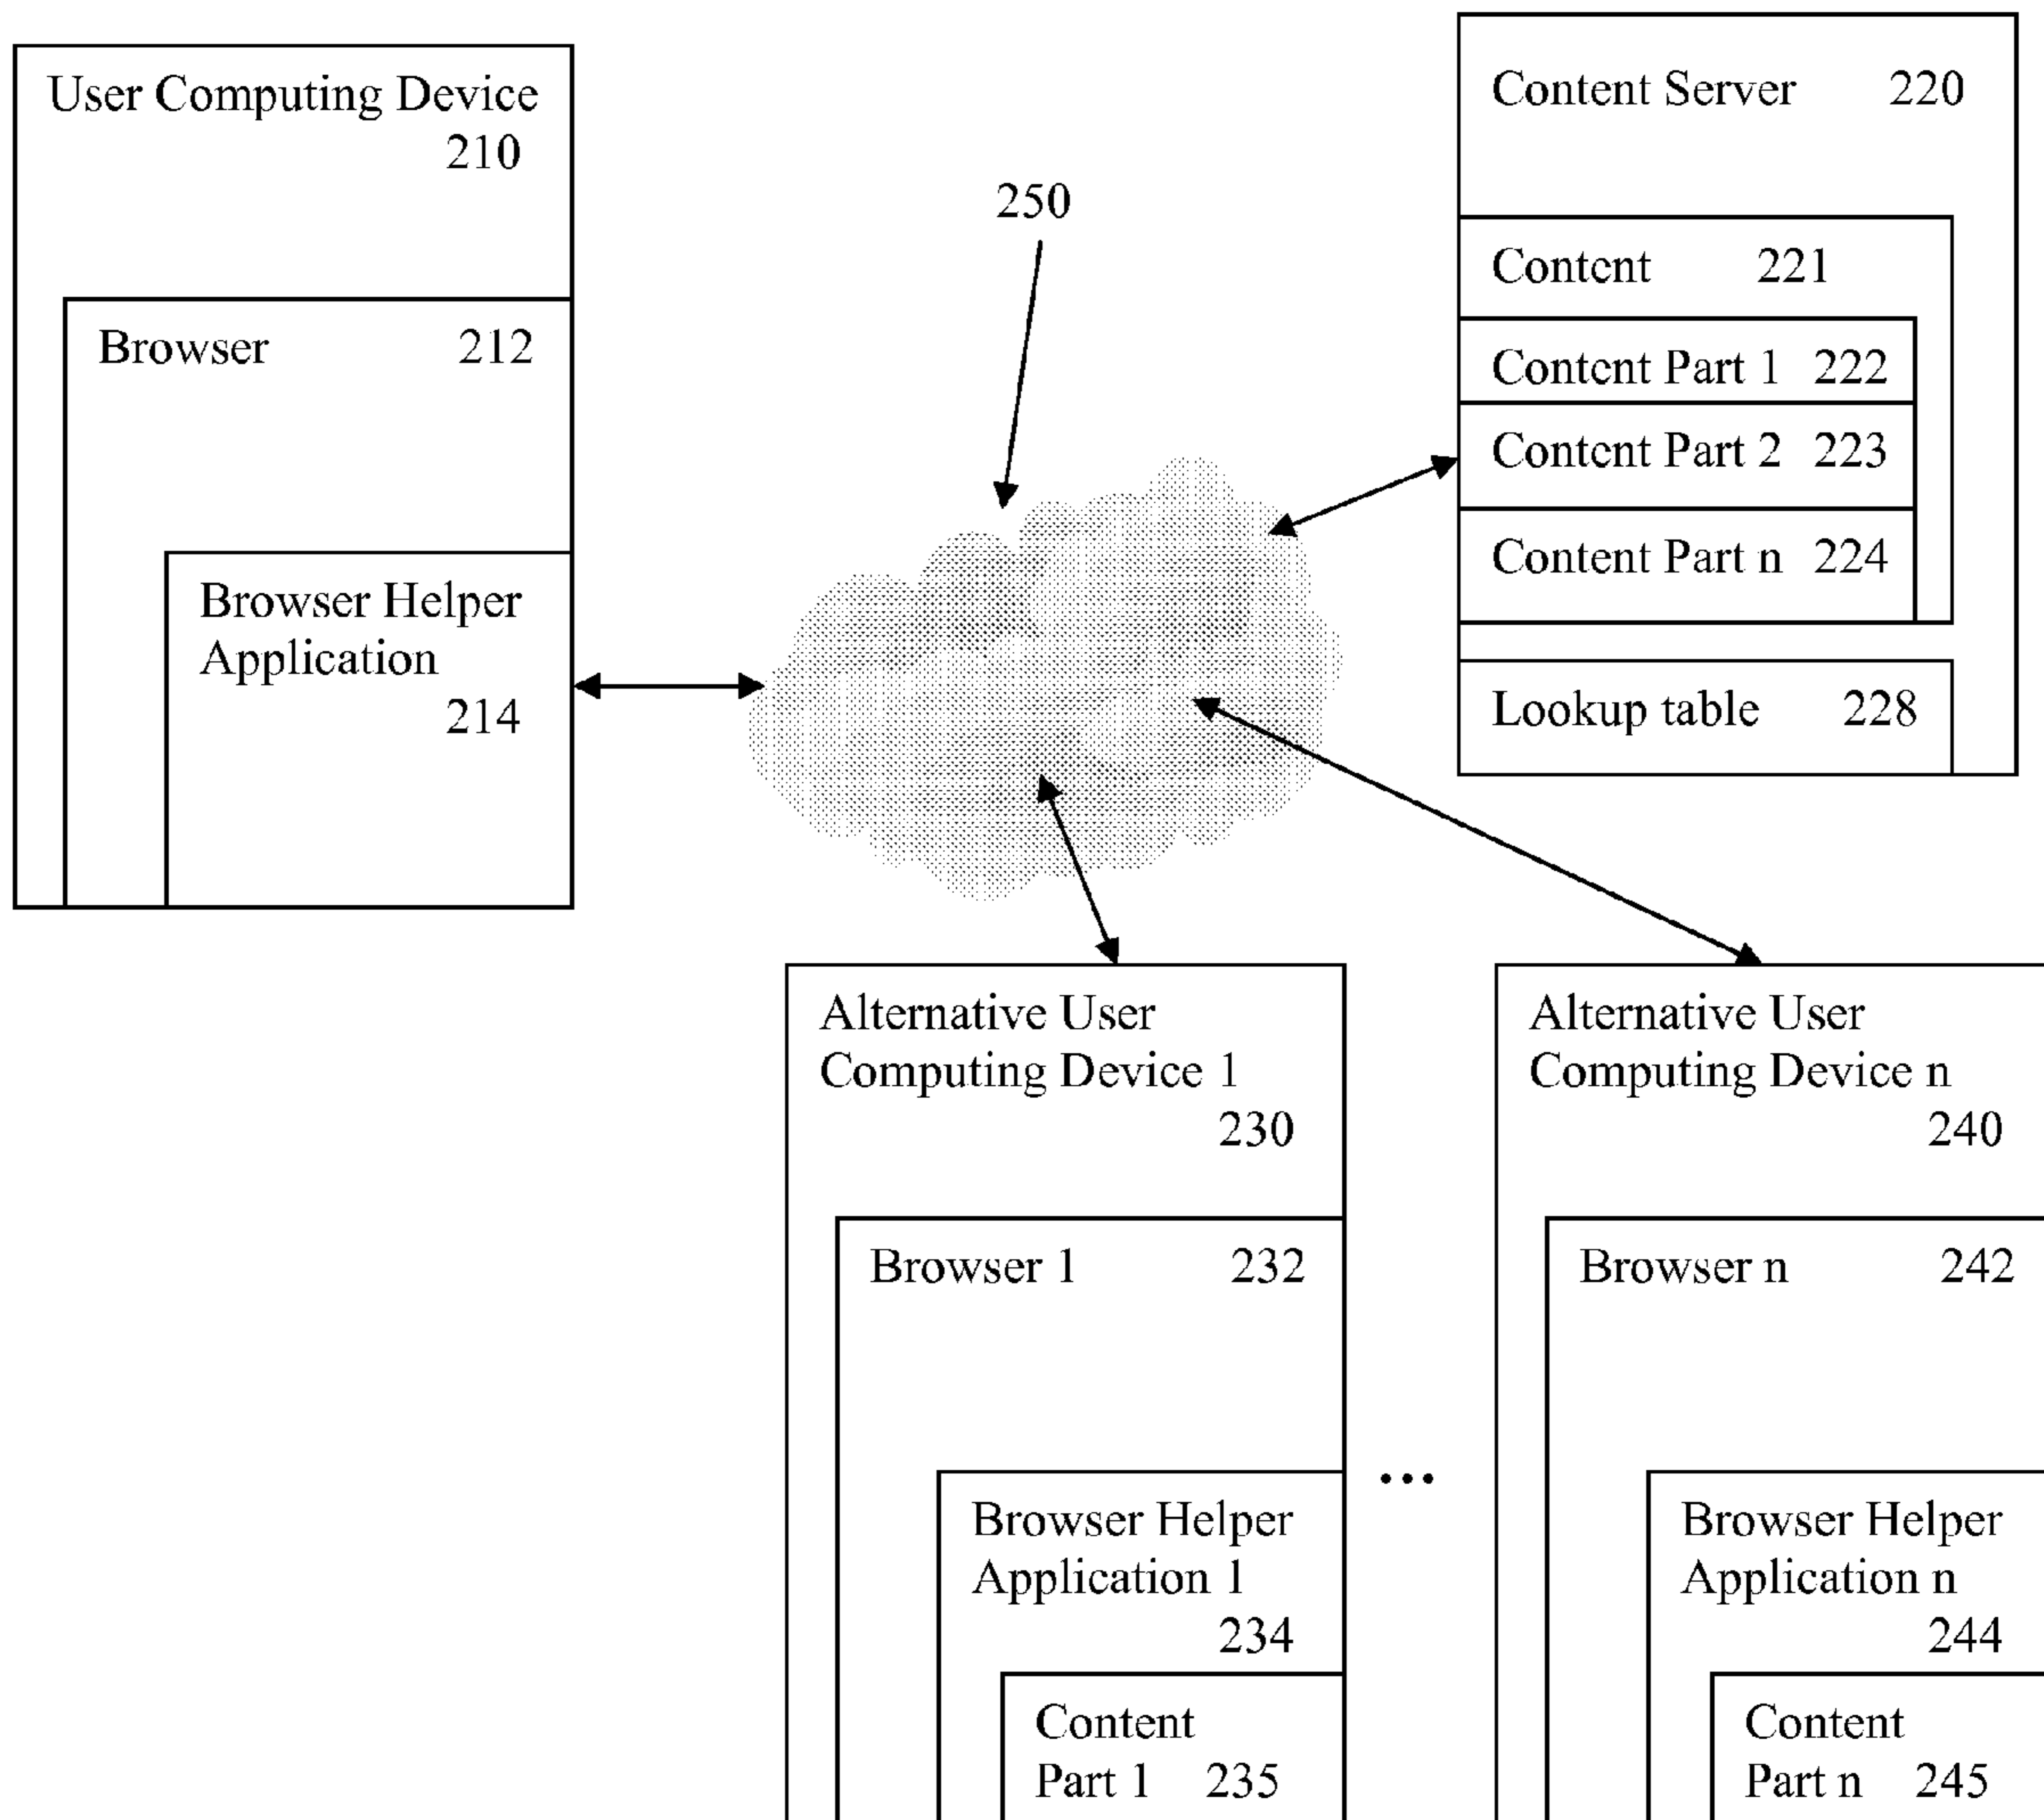 User Computing Device
210
Browser 212
Browser Helper
Application
214
250
Content Server 220
Content 221
Content Part 1 222
Content Part 2 223
Content Part n 224
Lookup table 228
Alternative User
Computing Device 1
230
Browser 1 232
Browser Helper
Application 1
234
Content
Part 1 235
...
Alternative User
Computing Device n
240
Browser n 242
Browser Helper
Application n
244
Content
Part n 245